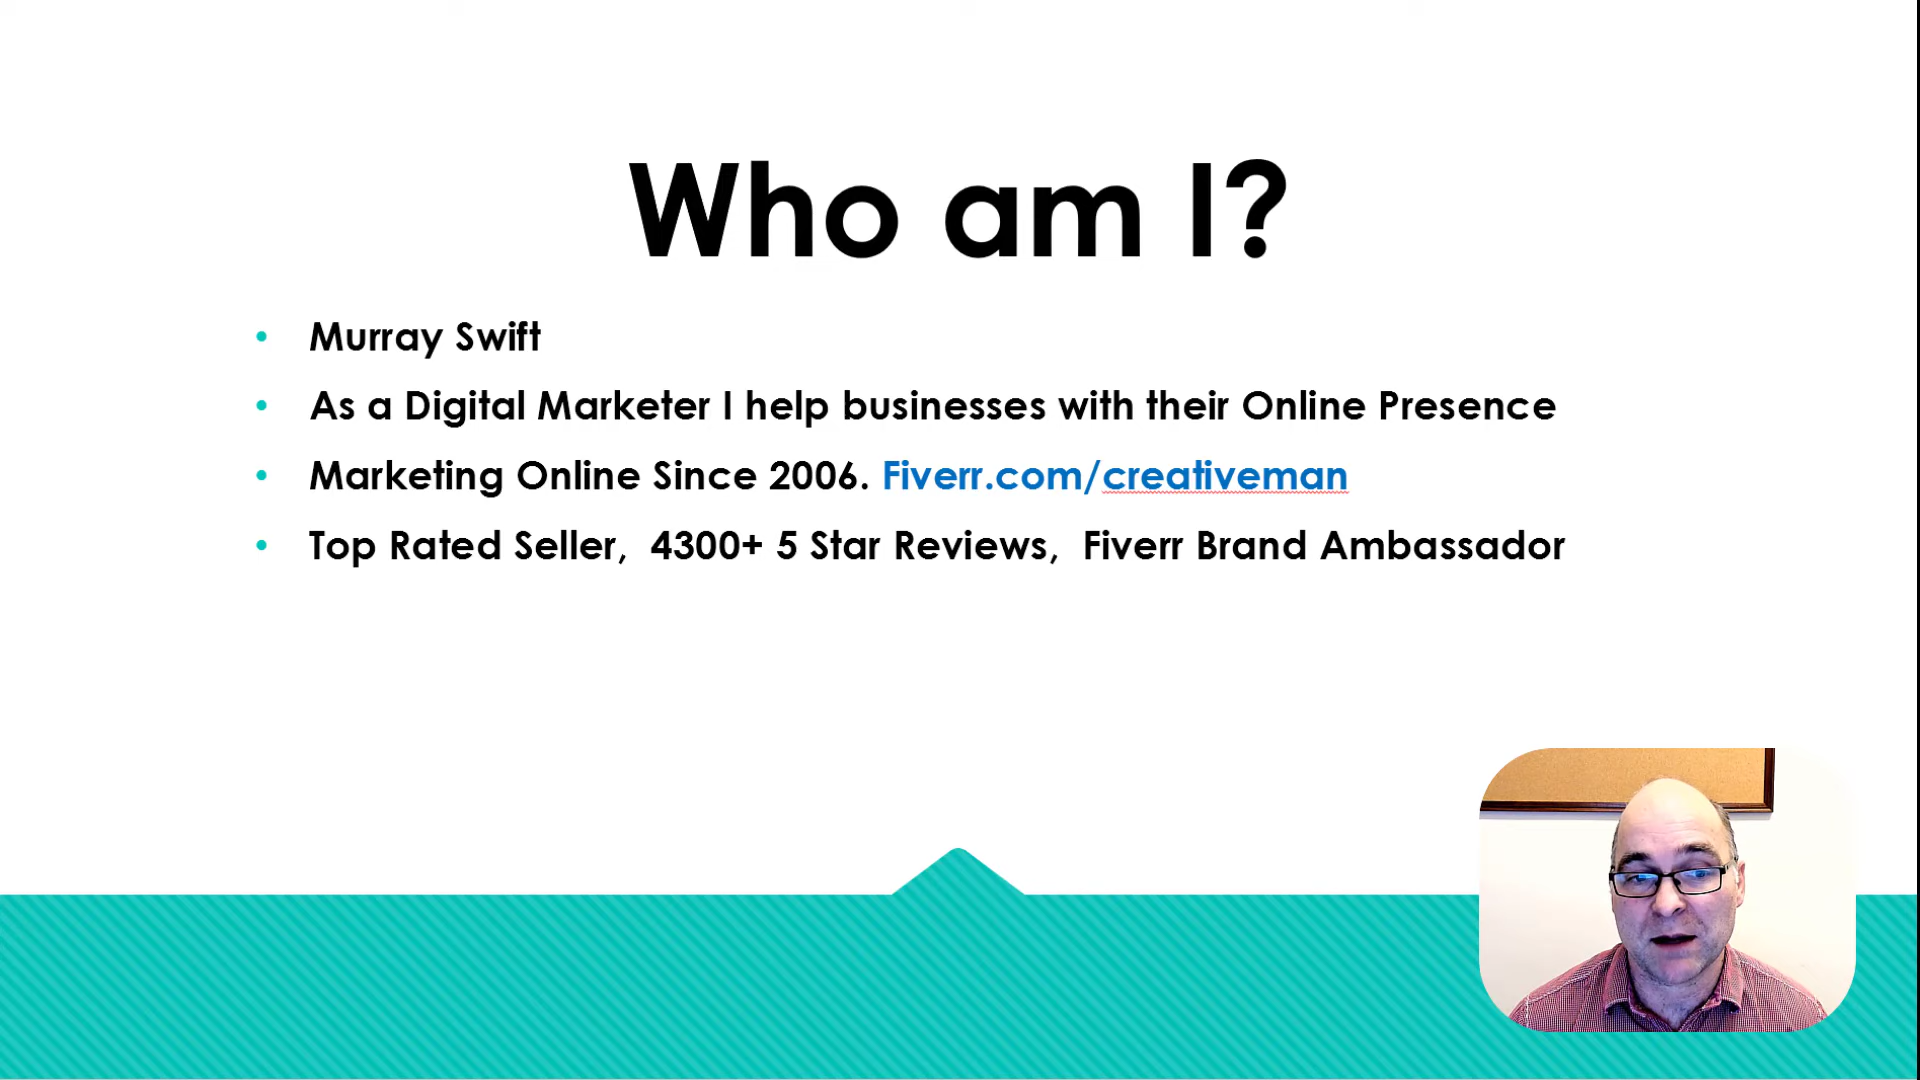 Who am I?
• Murray Swift
• As a Digital Marketer I help businesses with their Online Presence
• Marketing Online Since 2006. Fiverr.com/creativeman
• Top Rated Seller,  4300+ 5 Star Reviews,  Fiverr Brand Ambassador